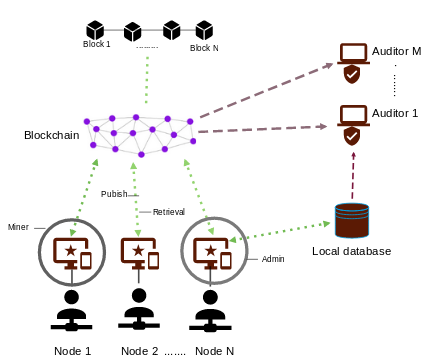 Block 1 ........ Block N
Auditor M
Auditor 1
Blockchain
Pubish
Retrieval
Miner
Admin
Local database
Node 1 Node 2 ....... Node N